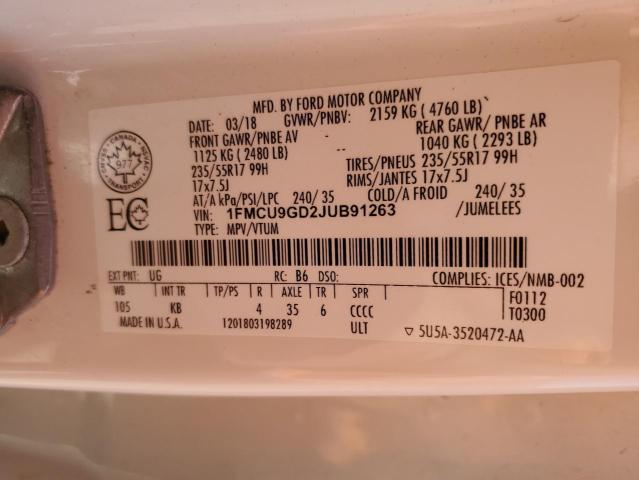 MFD. BY FORD MOTOR COMPANY
DATE: 03/18 GVWR/PNBV: 2159 KG ( 4760 LB)
FRONT GAWR/PNBE AV REAR GAWR/ PNBE AR
1125 KG ( 2480 LB) 1040 KG ( 2293 LB)
235/55R17 99H TIRES/PNEUS 235/55R17 99H
17x7.5J RIMS/JANTES 17x7.5J
AT/A kPa/PSI/LPC 240/ 35 COLD/A FROID 240/ 35
VIN: 1FMCU9GD2JUB91263 /JUMELEES
TYPE: MPV/VTUM
CANADA
977
TRANSPORT
EC
EXT PNT: UG RC: B6 DSO: COMPLIES: ICES/NMB-002
WB INT TR TP/PS R AXLE TR SPR F0112
105 KB 4 35 6 CCCC T0300
MADE IN U.S.A. 1201803198289 ULT ▽ 5U5A-3520472-AA